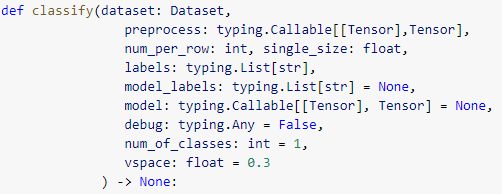 def classify(dataset: Dataset,
             preprocess: typing.Callable[[Tensor],Tensor],
             num_per_row: int, single_size: float,
             labels: typing.List[str],
             model_labels: typing.List[str] = None,
             model: typing.Callable[[Tensor], Tensor] = None,
             debug: typing.Any = False,
             num_of_classes: int = 1,
             vspace: float = 0.3
            ) -> None: